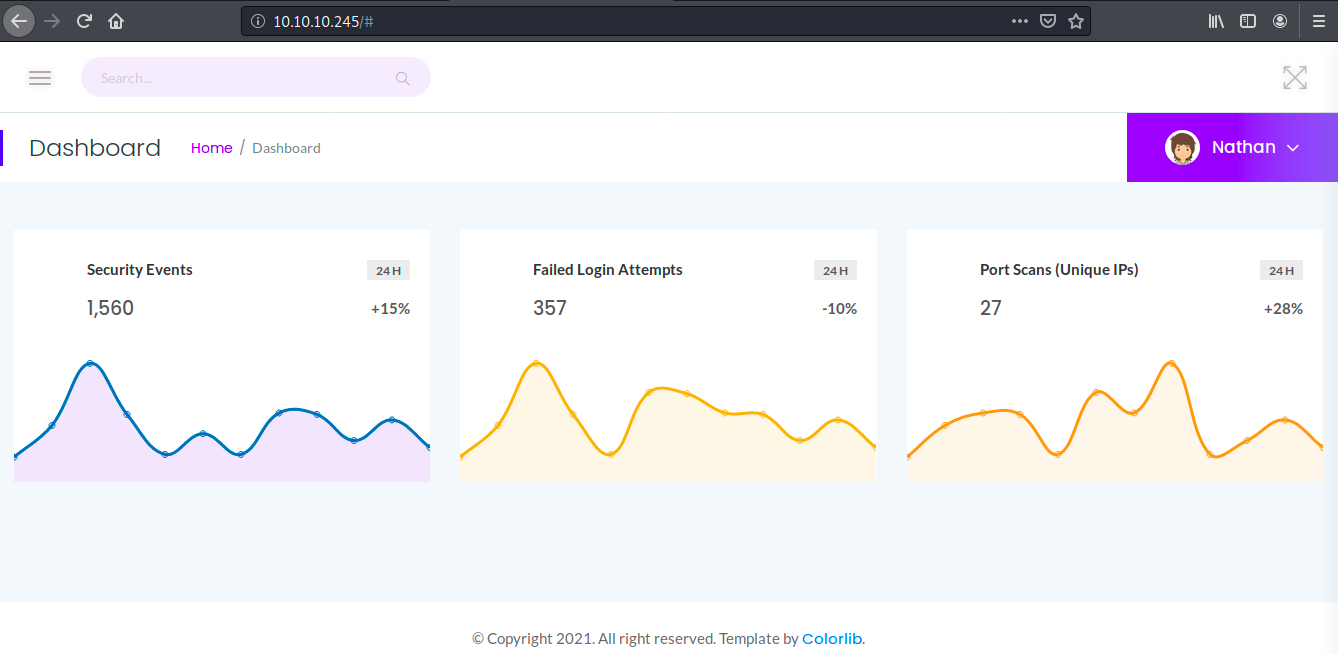 10.10.10.245/#
Search...
Dashboard Home / Dashboard Nathan
Security Events 24 H
1,560 +15%
Failed Login Attempts 24 H
357 -10%
Port Scans (Unique IPs) 24 H
27 +28%
© Copyright 2021. All right reserved. Template by Colorlib.